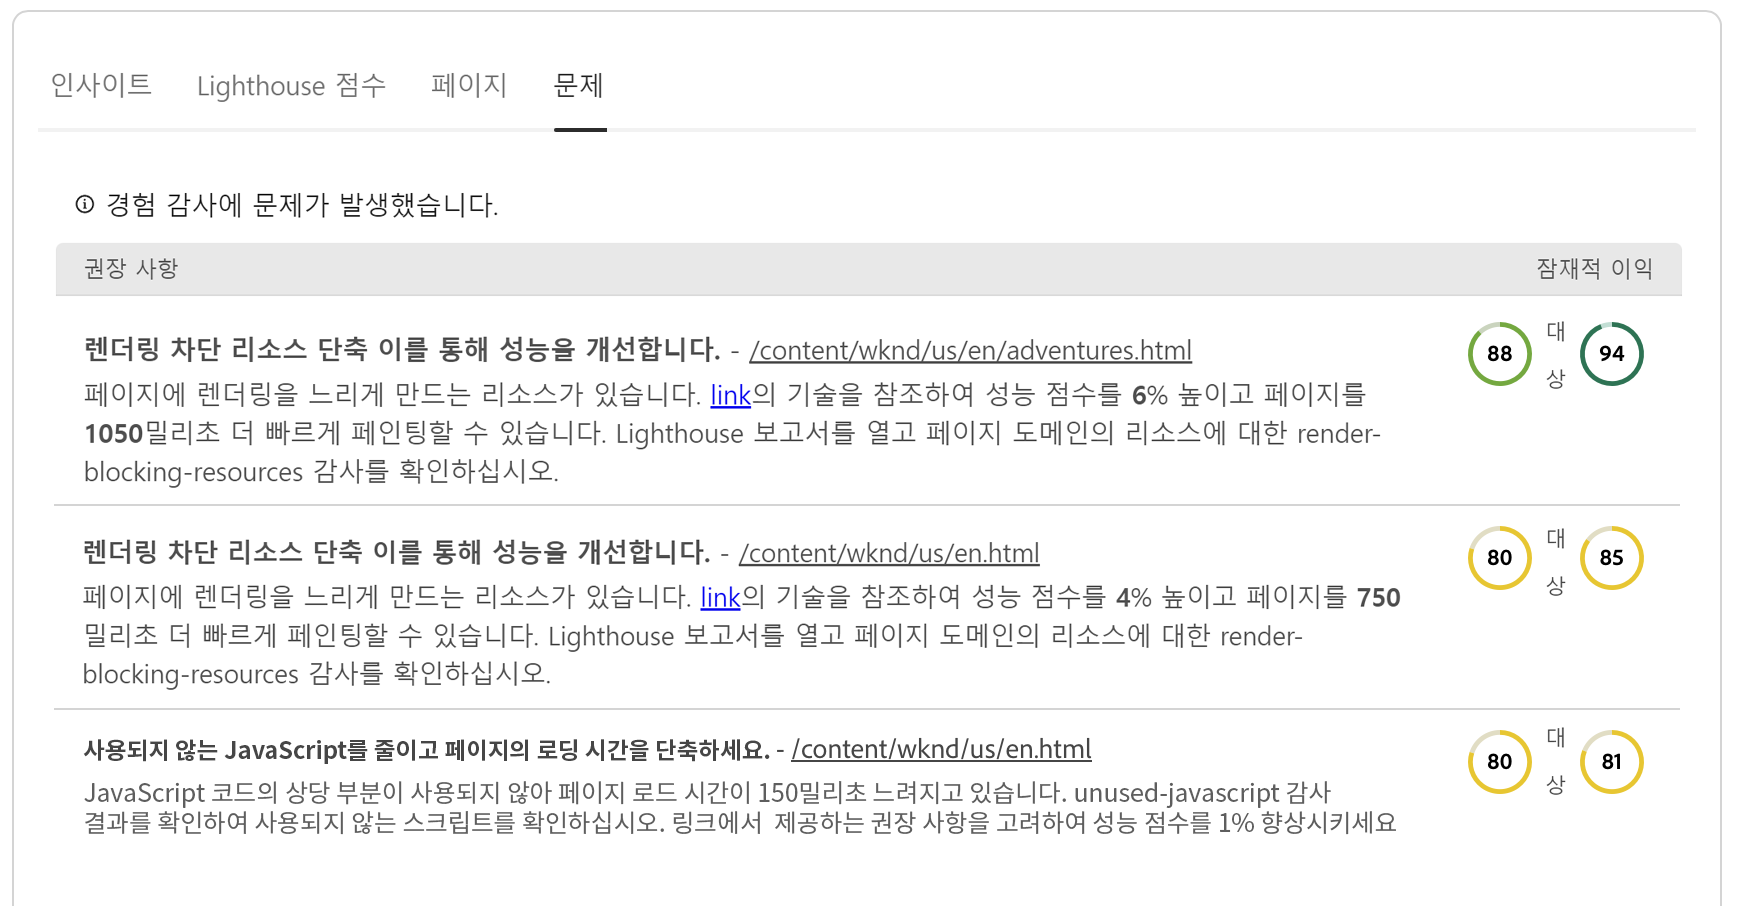 인사이트 Lighthouse 점수 페이지 문제
경험 감사에 문제가 발생했습니다.
권장 사항 잠재적 이익
렌더링 차단 리소스 단축 이를 통해 성능을 개선합니다. - /content/wknd/us/en/adventures.html
88 대상 94
페이지에 렌더링을 느리게 만드는 리소스가 있습니다. link의 기술을 참조하여 성능 점수를 6% 높이고 페이지를
1050밀리초 더 빠르게 페인팅할 수 있습니다. Lighthouse 보고서를 열고 페이지 도메인의 리소스에 대한 render-
blocking-resources 감사를 확인하십시오.
렌더링 차단 리소스 단축 이를 통해 성능을 개선합니다. - /content/wknd/us/en.html
80 대상 85
페이지에 렌더링을 느리게 만드는 리소스가 있습니다. link의 기술을 참조하여 성능 점수를 4% 높이고 페이지를 750
밀리초 더 빠르게 페인팅할 수 있습니다. Lighthouse 보고서를 열고 페이지 도메인의 리소스에 대한 render-
blocking-resources 감사를 확인하십시오.
사용되지 않는 JavaScript를 줄이고 페이지의 로딩 시간을 단축하세요. - /content/wknd/us/en.html
80 대상 81
JavaScript 코드의 상당 부분이 사용되지 않아 페이지 로드 시간이 150밀리초 느려지고 있습니다. unused-javascript 감사
결과를 확인하여 사용되지 않는 스크립트를 확인하십시오. 링크에서 제공하는 권장 사항을 고려하여 성능 점수를 1% 향상시키세요